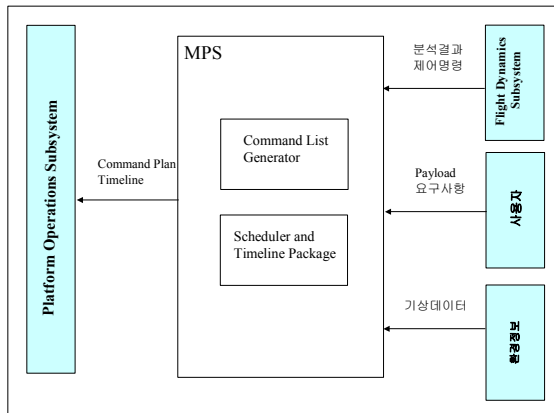 MPS
Command List
Generator
Scheduler and
Timeline Package
Platform Operations Subsystem
Command Plan
Timeline
분석결과
제어명령
Flight Dynamics
Subsystem
Payload
요구사항
사용자
기상데이터
환경정보